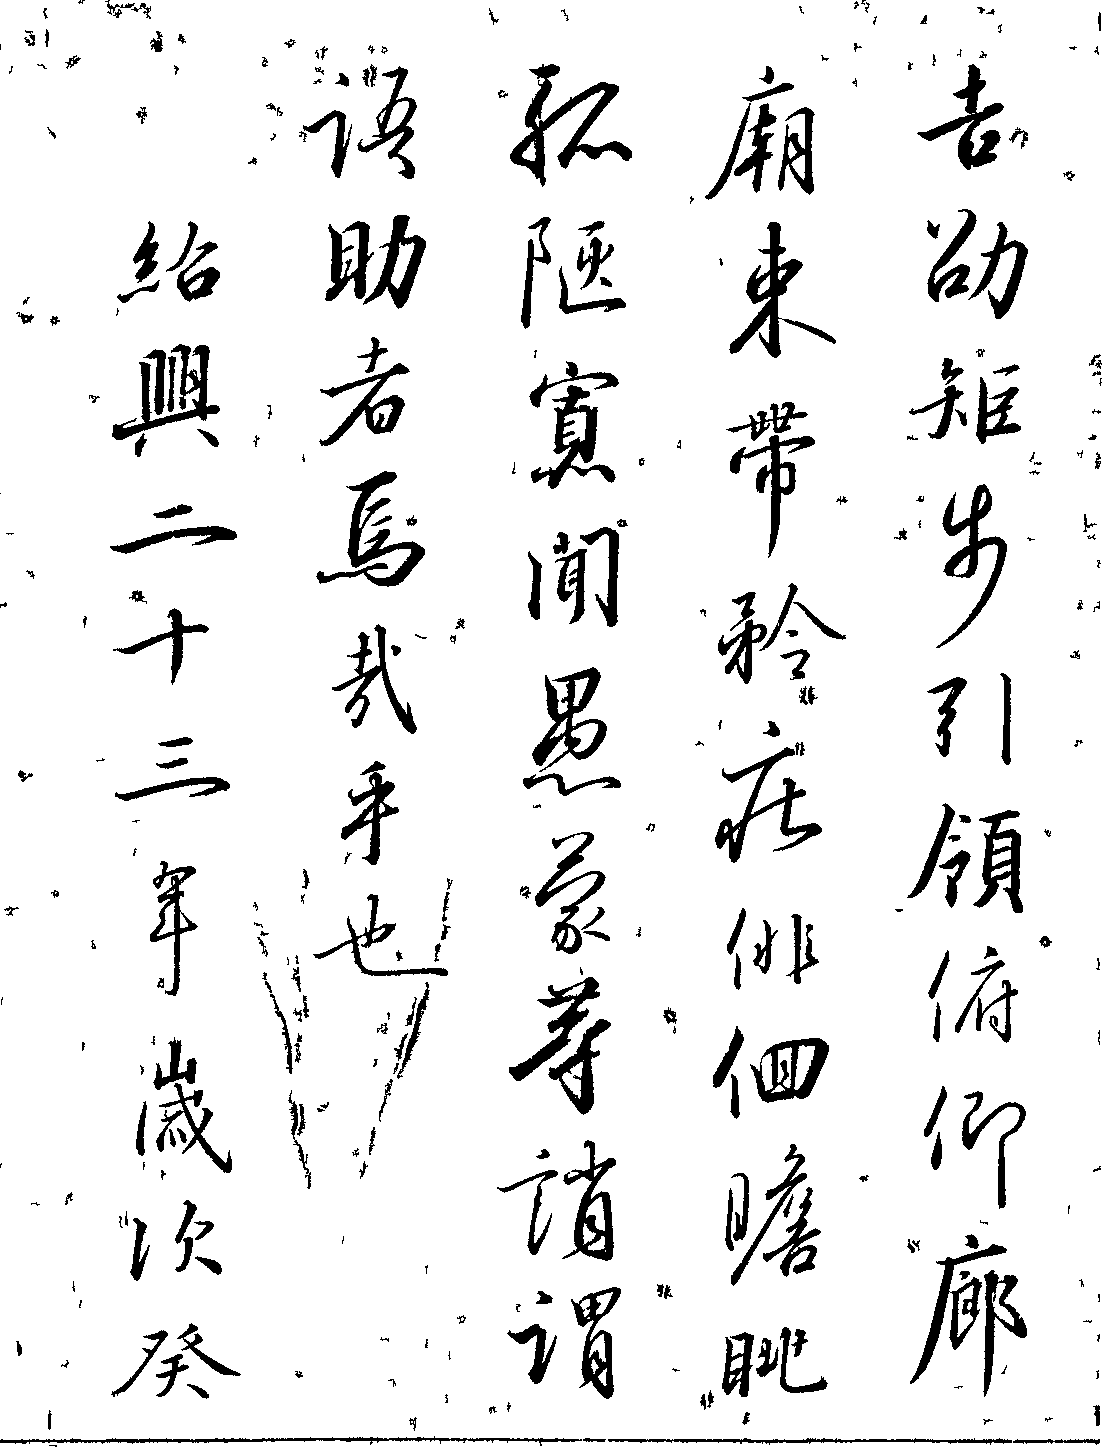 吉劭矩步引領俯仰廊
廟束帶矜莊徘徊瞻眺
孤陋寡聞愚蒙等誚謂
語助者焉哉乎也
紹興二十三年歲次癸